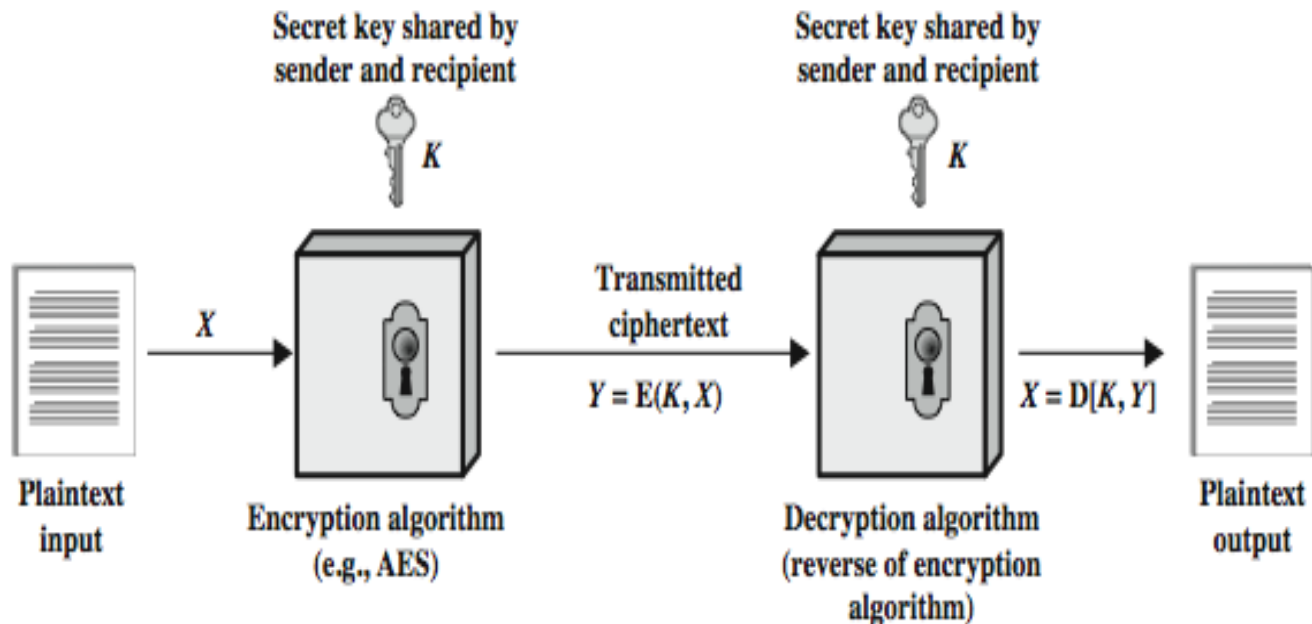 Secret key shared by
sender and recipient
K
Secret key shared by
sender and recipient
K
X
Transmitted
ciphertext
Y = E(K, X)
X = D[K, Y]
Plaintext
input
Encryption algorithm
(e.g., AES)
Decryption algorithm
(reverse of encryption
algorithm)
Plaintext
output